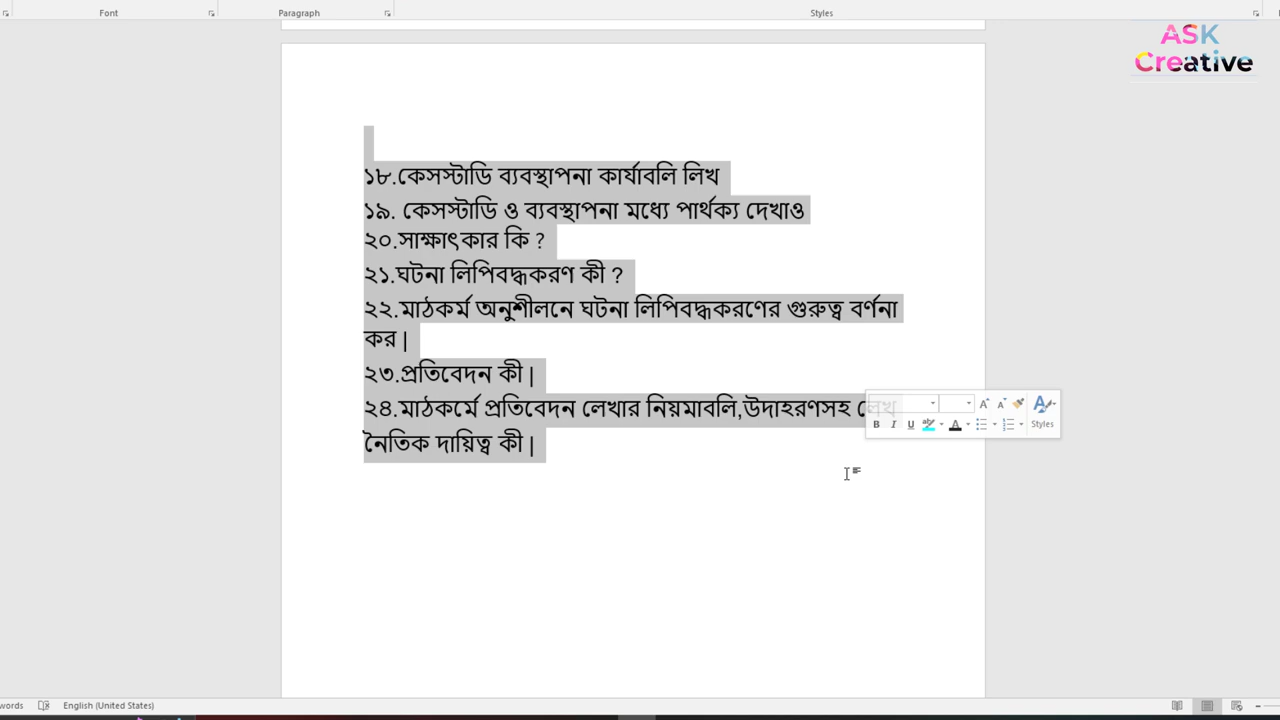 Font
Paragraph
Styles
ASK
Creative
১৮.কেসস্টাডি ব্যবস্থাপনা কার্যাবলি লিখ
১৯. কেসস্টাডি ও ব্যবস্থাপনা মধ্যে পার্থক্য দেখাও
২০.সাক্ষাৎকার কি ?
২১.ঘটনা লিপিবদ্ধকরণ কী ?
২২.মাঠকর্ম অনুশীলনে ঘটনা লিপিবদ্ধকরণের গুরুত্ব বর্ণনা
কর|
২৩.প্রতিবেদন কী|
২৪.মাঠকর্মে প্রতিবেদন লেখার নিয়মাবলি,উদাহরণসহ লেখ
নৈতিক দায়িত্ব কী|
B I U A Styles
words English (United States)